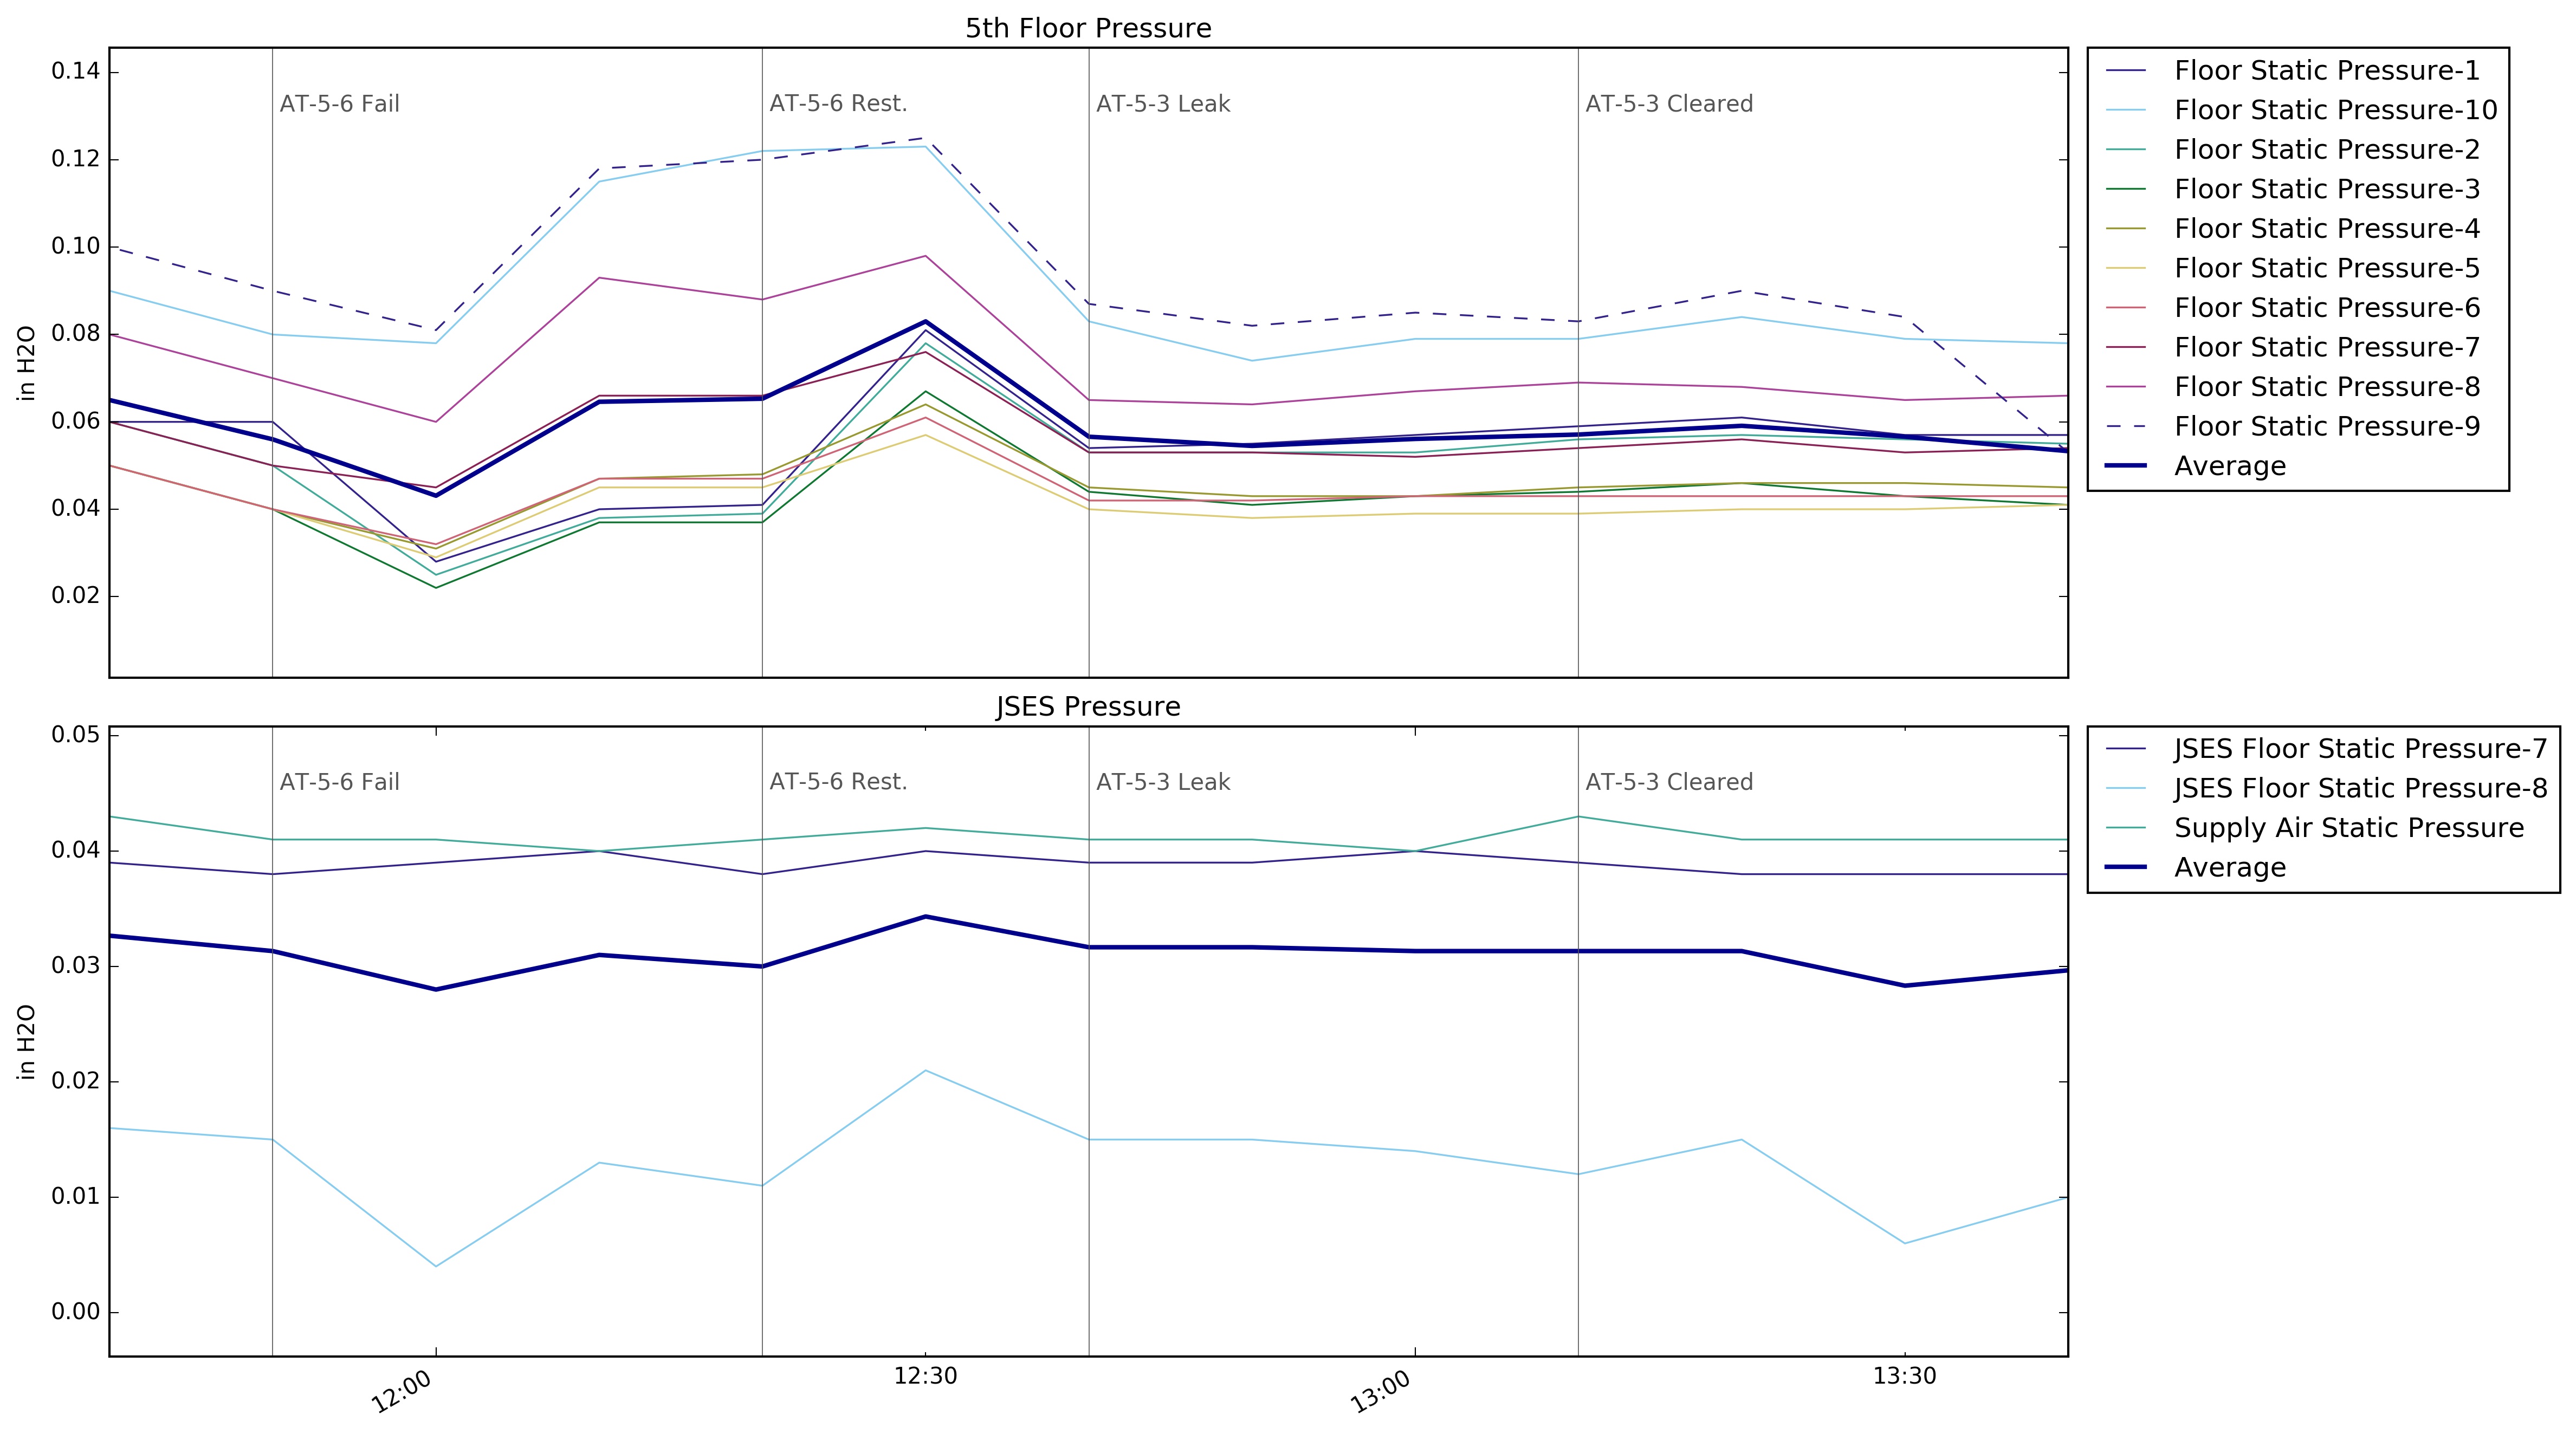 5th Floor Pressure
0.14
0.12
0.10
0.08
0.06
0.04
0.02
in H2O
AT-5-6 Fail
AT-5-6 Rest.
AT-5-3 Leak
AT-5-3 Cleared
Floor Static Pressure-1
Floor Static Pressure-10
Floor Static Pressure-2
Floor Static Pressure-3
Floor Static Pressure-4
Floor Static Pressure-5
Floor Static Pressure-6
Floor Static Pressure-7
Floor Static Pressure-8
Floor Static Pressure-9
Average
JSES Pressure
0.05
0.04
0.03
0.02
0.01
0.00
in H2O
AT-5-6 Fail
AT-5-6 Rest.
AT-5-3 Leak
AT-5-3 Cleared
JSES Floor Static Pressure-7
JSES Floor Static Pressure-8
Supply Air Static Pressure
Average
12:00
12:30
13:00
13:30